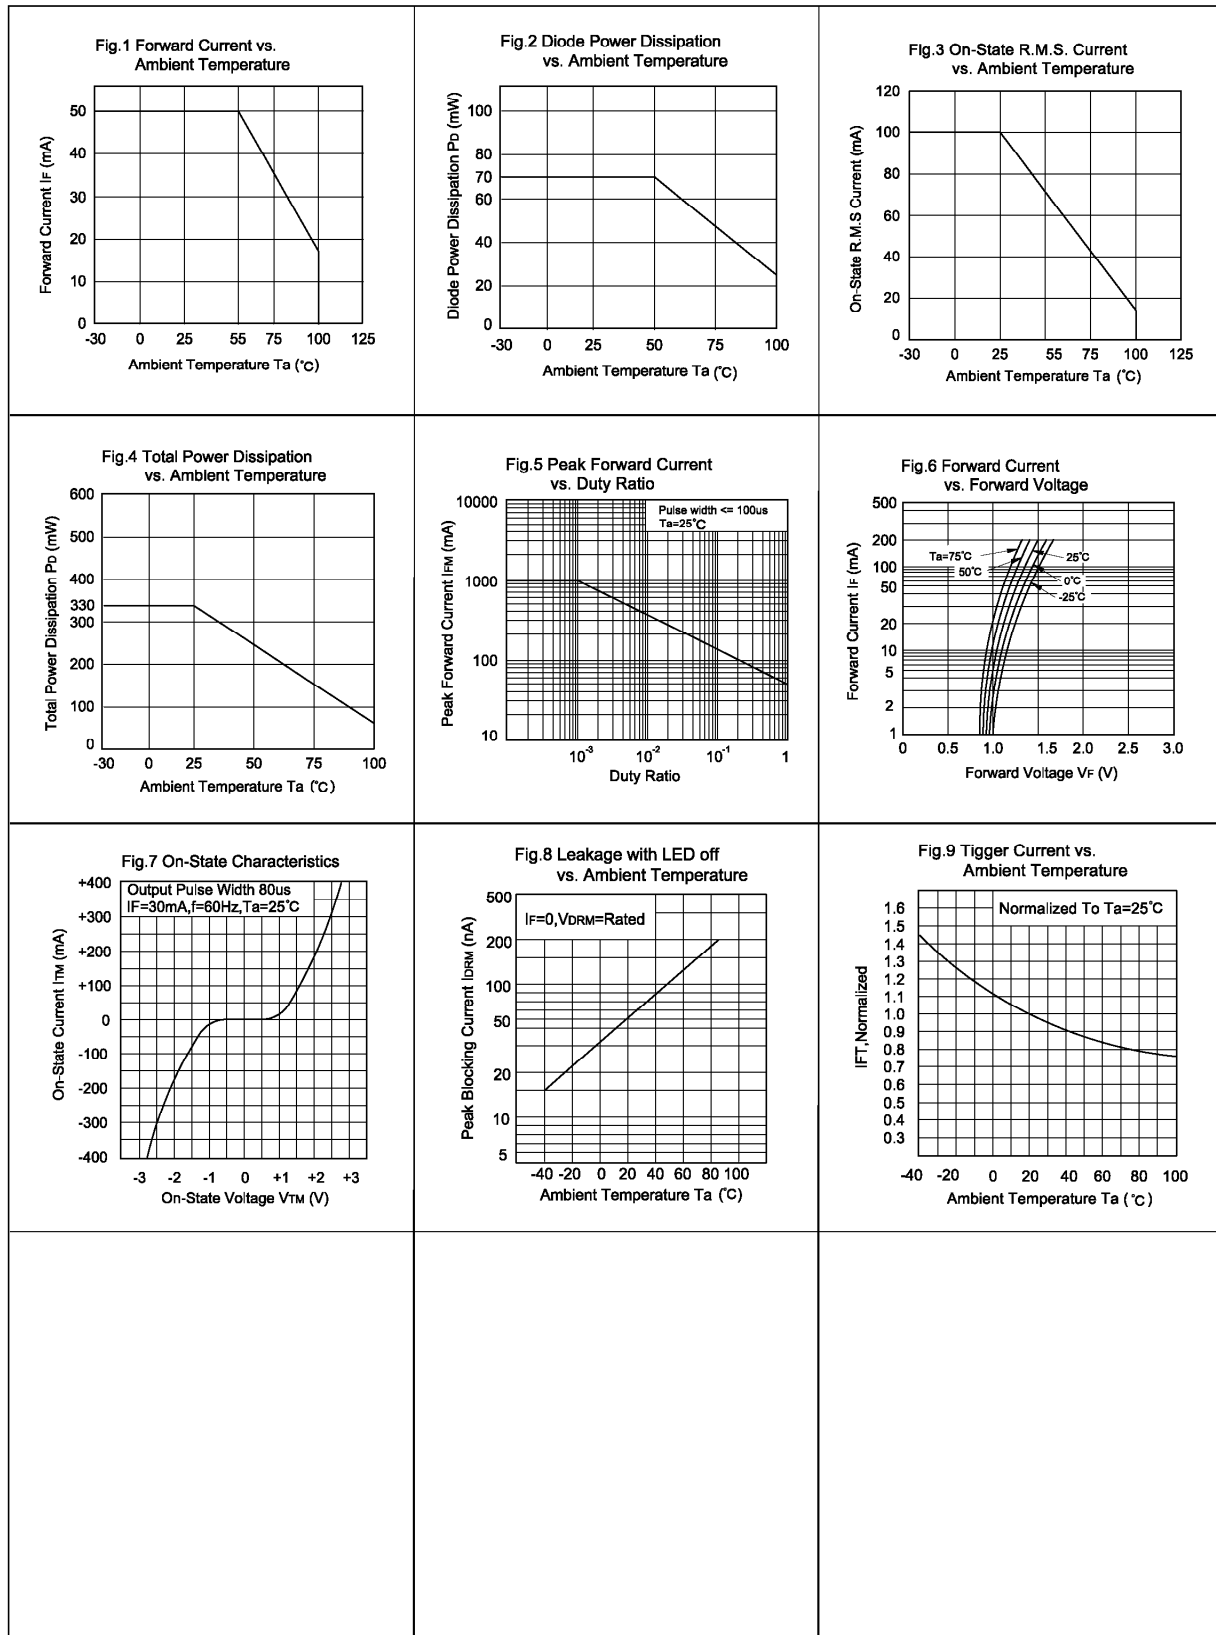 Fig.1 Forward Current vs.
Ambient Temperature
50
40
30
20
10
0
-30 0 25 55 75 100 125
Forward Current IF (mA)
Ambient Temperature Ta (°C)
Fig.2 Diode Power Dissipation
vs. Ambient Temperature
100
80
70
60
40
20
0
-30 0 25 50 75 100
Diode Power Dissipation PD (mW)
Ambient Temperature Ta (°C)
Fig.3 On-State R.M.S. Current
vs. Ambient Temperature
120
100
80
60
40
20
0
-30 0 25 55 75 100 125
On-State R.M.S Current (mA)
Ambient Temperature Ta (°C)
Fig.4 Total Power Dissipation
vs. Ambient Temperature
600
500
400
330
300
200
100
0
-30 0 25 50 75 100
Total Power Dissipation PD (mW)
Ambient Temperature Ta (°C)
Fig.5 Peak Forward Current
vs. Duty Ratio
Pulse width <= 100us
Ta=25°C
10000
1000
100
10
10-3 10-2 10-1 1
Peak Forward Current IFM (mA)
Duty Ratio
Fig.6 Forward Current
vs. Forward Voltage
500
200
100
50
20
10
5
2
1
Ta=75°C 25°C
50°C 0°C
-25°C
0 0.5 1.0 1.5 2.0 2.5 3.0
Forward Current IF (mA)
Forward Voltage VF (V)
Fig.7 On-State Characteristics
Output Pulse Width 80us
IF=30mA,f=60Hz,Ta=25°C
+400
+300
+200
+100
0
-100
-200
-300
-400
-3 -2 -1 0 +1 +2 +3
On-State Current ITM (mA)
On-State Voltage VTM (V)
Fig.8 Leakage with LED off
vs. Ambient Temperature
IF=0,VDRM=Rated
500
200
100
50
20
10
5
-40 -20 0 20 40 60 80 100
Peak Blocking Current IDRM (nA)
Ambient Temperature Ta (°C)
Fig.9 Tigger Current vs.
Ambient Temperature
Normalized To Ta=25°C
1.6
1.5
1.4
1.3
1.2
1.1
1.0
0.9
0.8
0.7
0.6
0.5
0.4
0.3
-40 -20 0 20 40 60 80 100
IFT,Normalized
Ambient Temperature Ta (°C)